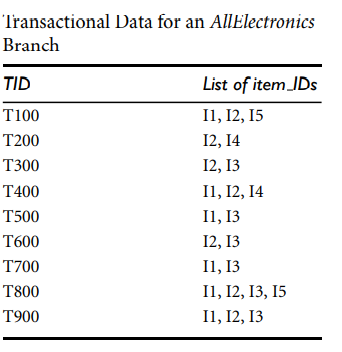 Transactional Data for an AllElectronics
Branch
TID List of item_IDs
T100 I1, I2, I5
T200 I2, I4
T300 I2, I3
T400 I1, I2, I4
T500 I1, I3
T600 I2, I3
T700 I1, I3
T800 I1, I2, I3, I5
T900 I1, I2, I3